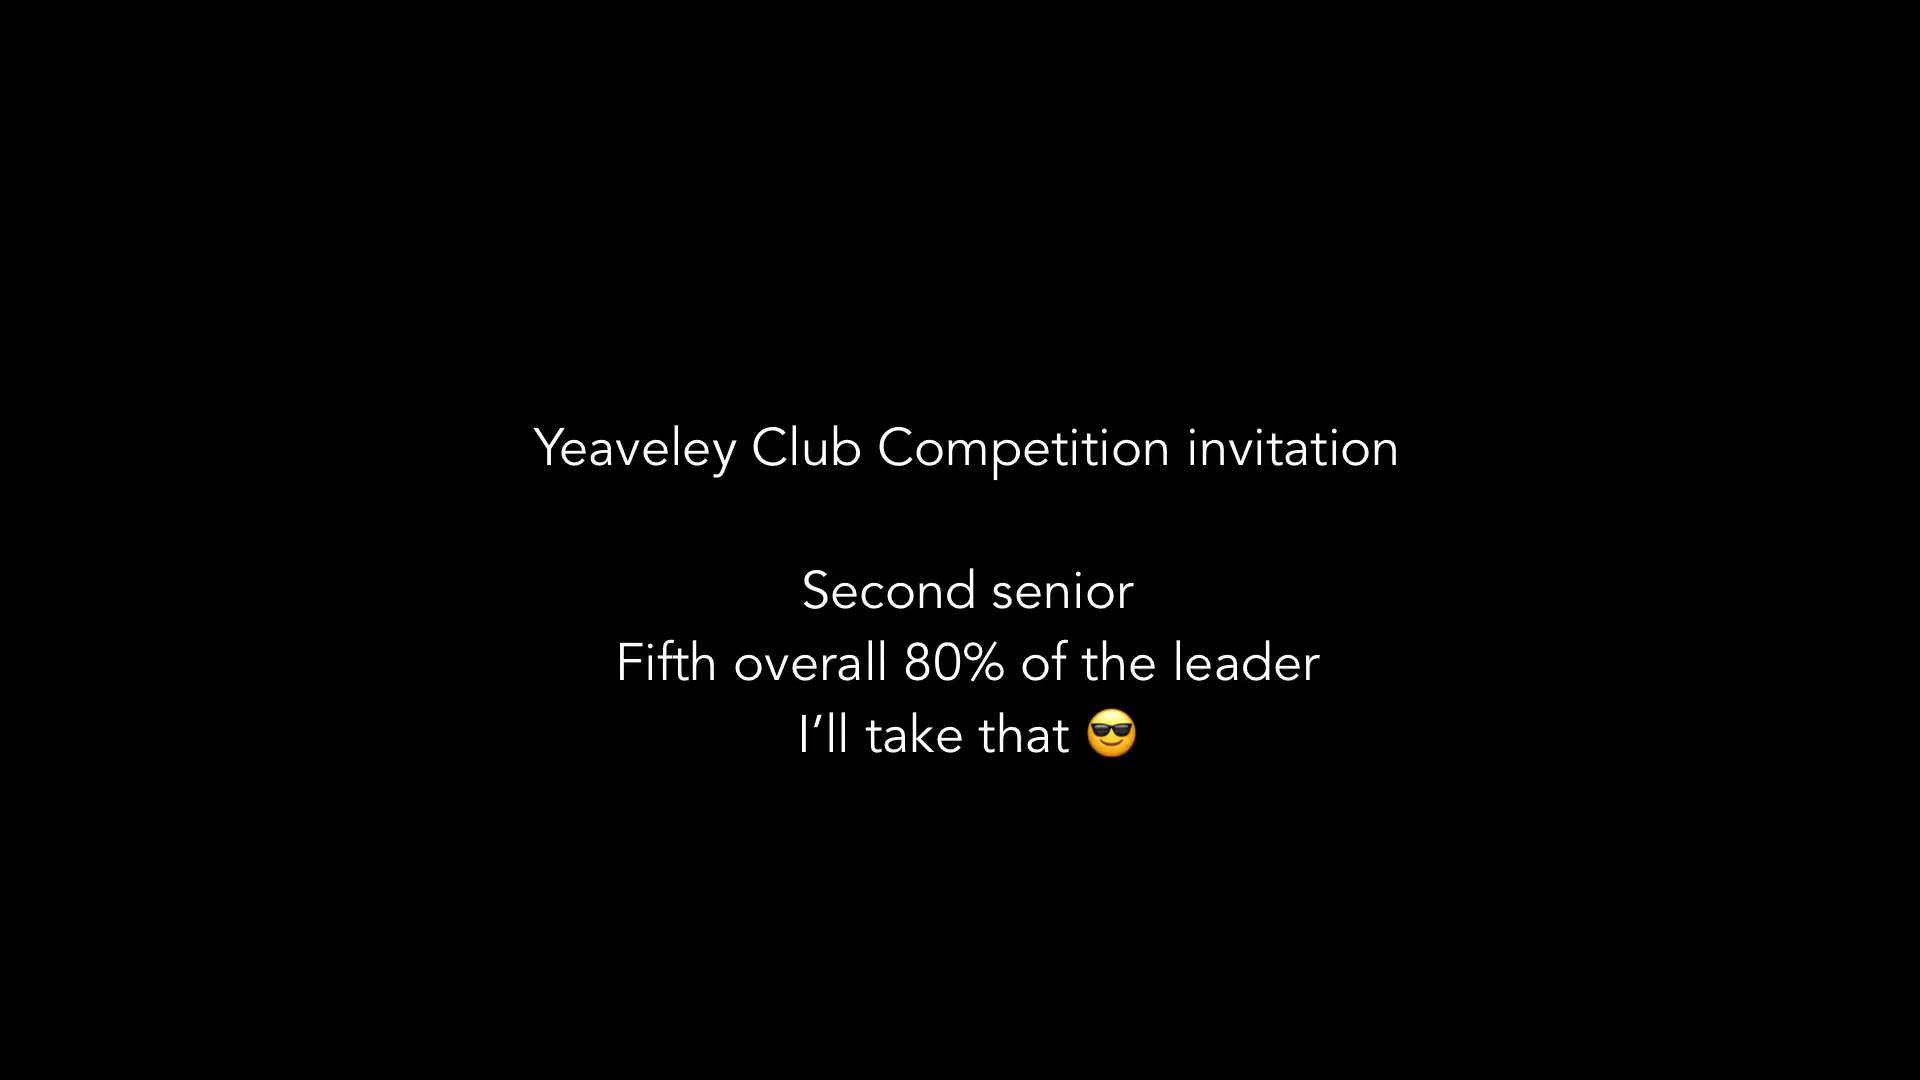 Yeaveley Club Competition invitation
Second senior
Fifth overall 80% of the leader
I’ll take that 😎